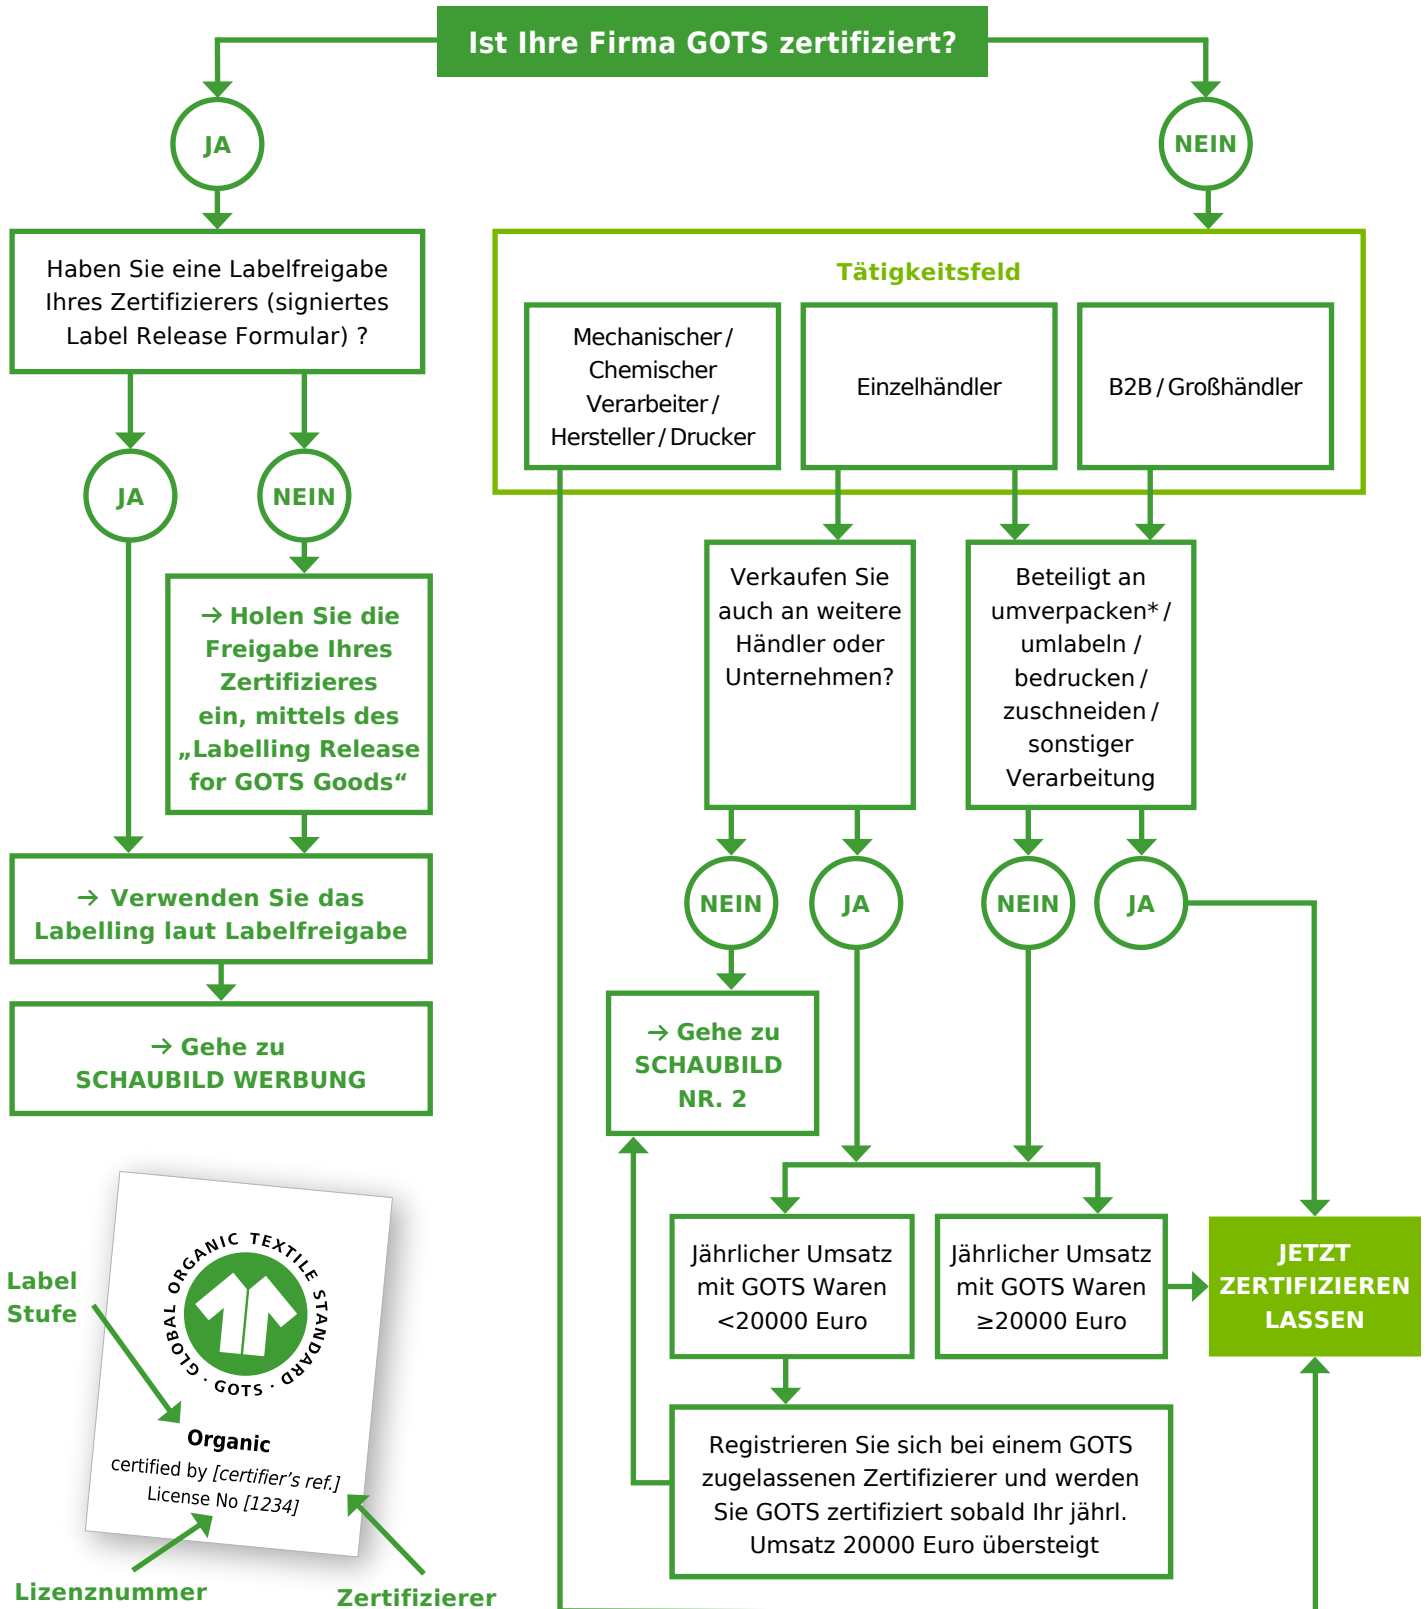 Ist Ihre Firma GOTS zertifiziert?
JA
NEIN
Haben Sie eine Labelfreigabe
Ihres Zertifizierers (signiertes
Label Release Formular) ?
JA
NEIN
→ Holen Sie die
Freigabe Ihres
Zertifizieres
ein, mittels des
„Labelling Release
for GOTS Goods“
→ Verwenden Sie das
Labelling laut Labelfreigabe
→ Gehe zu
SCHAUBILD WERBUNG
Tätigkeitsfeld
Mechanischer /
Chemischer
Verarbeiter /
Hersteller / Drucker
Einzelhändler
B2B / Großhändler
Verkaufen Sie
auch an weitere
Händler oder
Unternehmen?
Beteiligt an
umverpacken* /
umlabeln /
bedrucken /
zuschneiden /
sonstiger
Verarbeitung
NEIN
JA
NEIN
JA
→ Gehe zu
SCHAUBILD
NR. 2
Jährlicher Umsatz
mit GOTS Waren
<20000 Euro
Jährlicher Umsatz
mit GOTS Waren
≥20000 Euro
JETZT
ZERTIFIZIEREN
LASSEN
Registrieren Sie sich bei einem GOTS
zugelassenen Zertifizierer und werden
Sie GOTS zertifiziert sobald Ihr jährl.
Umsatz 20000 Euro übersteigt
Label
Stufe
GLOBAL ORGANIC TEXTILE STANDARD · GOTS ·
Organic
certified by [certifier's ref.]
License No [1234]
Lizenznummer
Zertifizierer